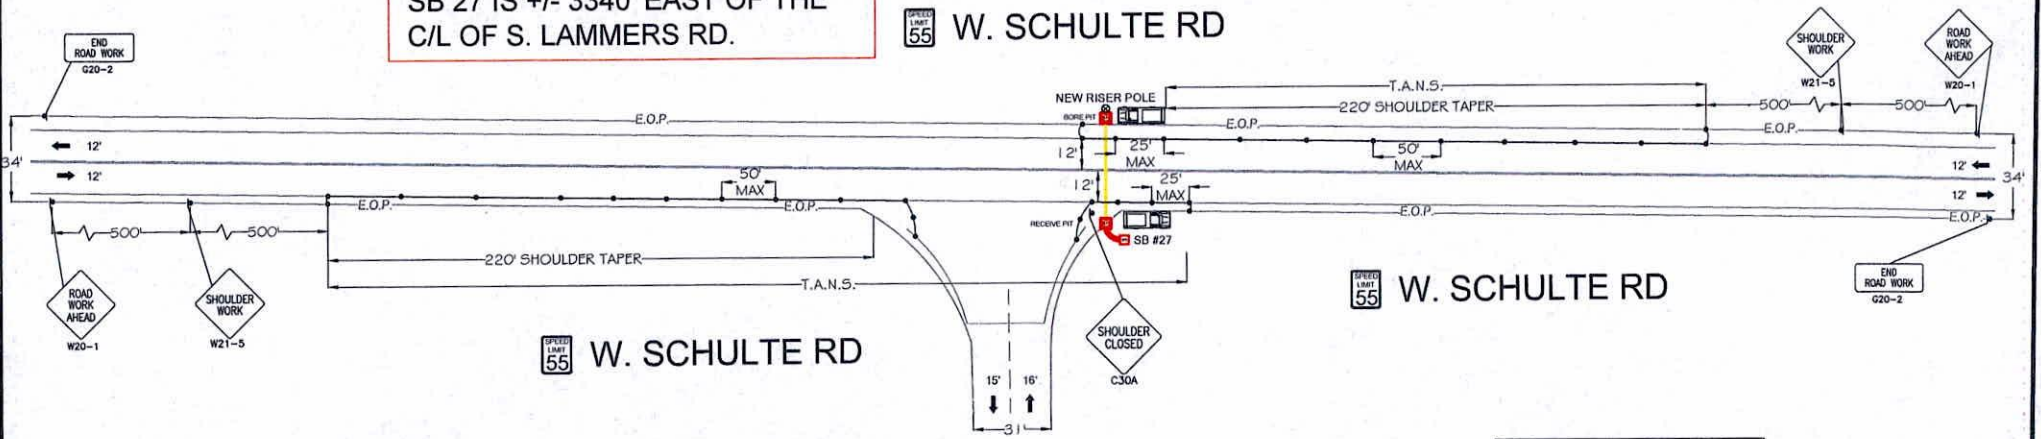 SB 27 IS +/- 3340' EAST OF THE
C/L OF S. LAMMERS RD.
SPEED
LIMIT
55
W. SCHULTE RD
END
ROAD WORK
G20-2
SHOULDER
WORK
W21-5
ROAD
WORK
AHEAD
W20-1
T.A.N.S.
220' SHOULDER TAPER
500'
500'
NEW RISER POLE
BORE PIT
E.O.P.
E.O.P.
E.O.P.
34'
12'
12'
12'
25'
MAX
50'
MAX
12'
12'
34'
50'
MAX
12'
25'
MAX
E.O.P.
E.O.P.
E.O.P.
E.O.P.
500'
500'
RECEIVE PIT
SB #27
220' SHOULDER TAPER
T.A.N.S.
ROAD
WORK
AHEAD
W20-1
SHOULDER
WORK
W21-5
SPEED
LIMIT
55
W. SCHULTE RD
SHOULDER
CLOSED
C30A
SPEED
LIMIT
55
W. SCHULTE RD
END
ROAD WORK
G20-2
15'
16'
31'